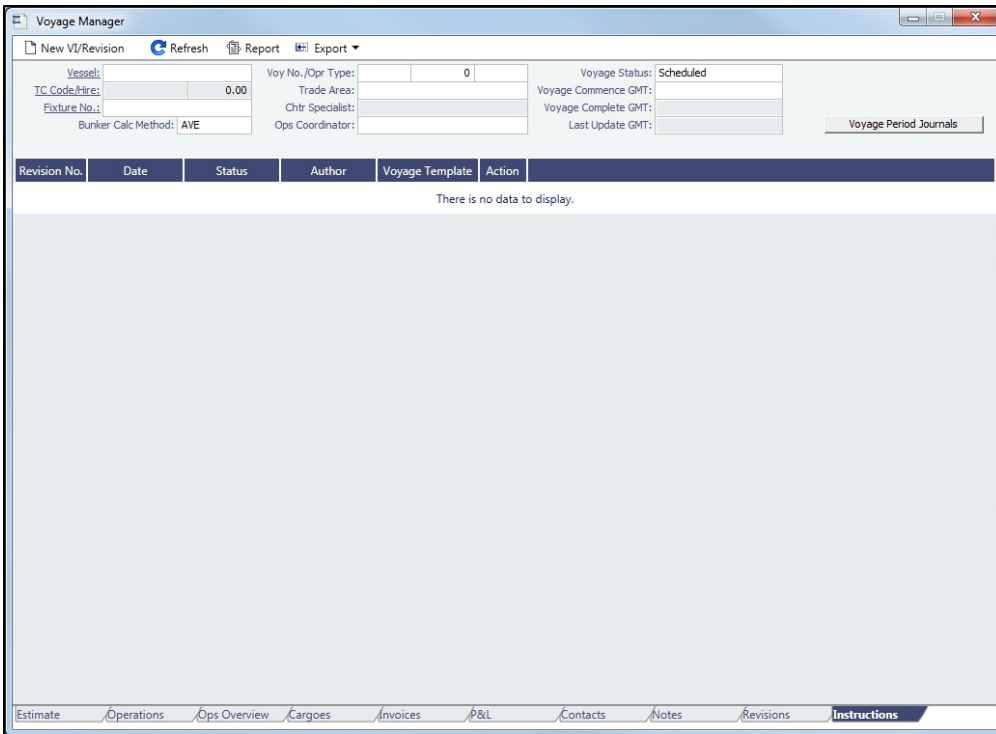 Voyage Manager
New VI/Revision Refresh Report Export
Vessel: Voy No./Opr Type: 0 Voyage Status: Scheduled
TC Code/Hire: 0.00 Trade Area: Voyage Commence GMT:
Fixture No.: Chtr Specialist: Voyage Complete GMT:
Bunker Calc Method: AVE Ops Coordinator: Last Update GMT: Voyage Period Journals
Revision No. Date Status Author Voyage Template Action
There is no data to display.
Estimate Operations Ops Overview Cargoes Invoices P&L Contacts Notes Revisions Instructions